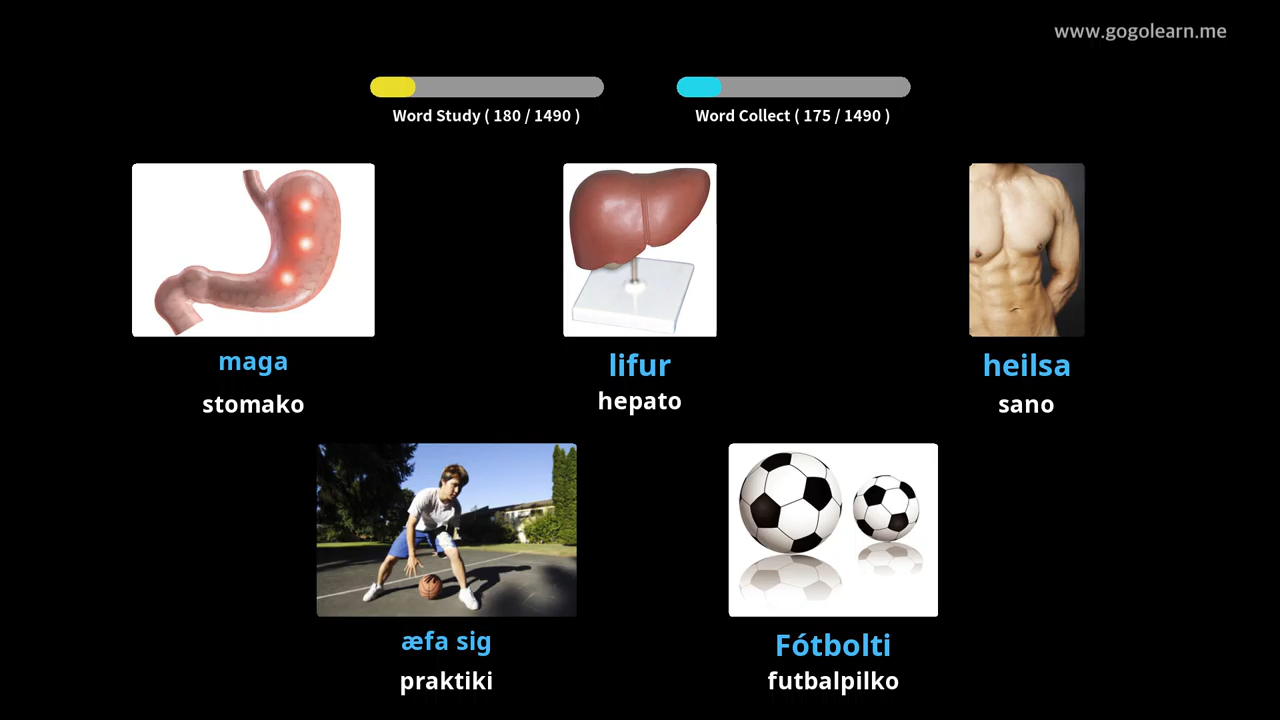 www.gogolearn.me
Word Study ( 180 / 1490 )
Word Collect ( 175 / 1490 )
maga
lifur
heilsa
stomako
hepato
sano
æfa sig
Fótbolti
praktiki
futbalpilko